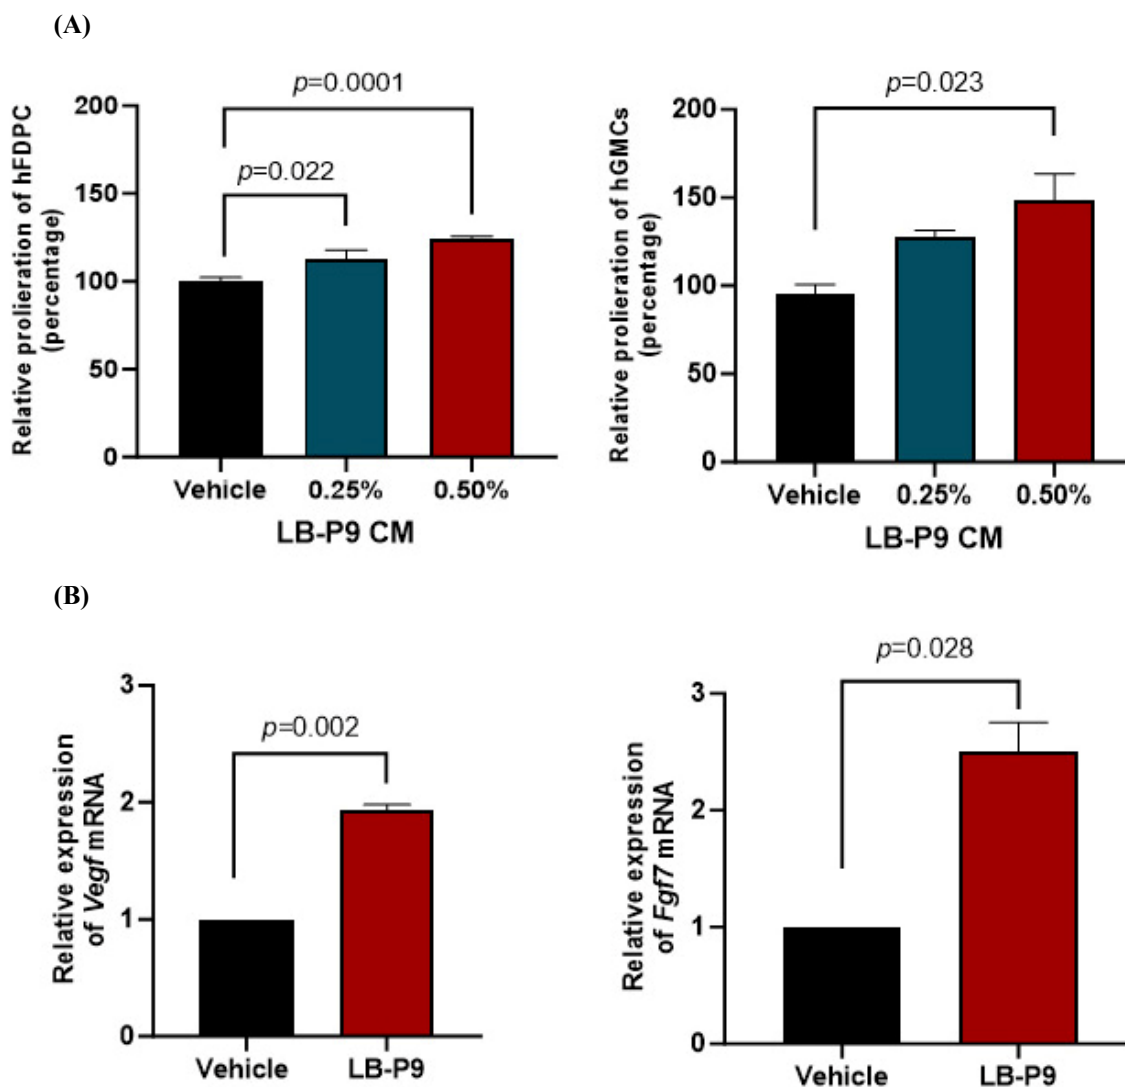 (A)
p=0.0001
p=0.022
200
150
100
50
0
Relative prolieration of hFDPC
(percentage)
Vehicle 0.25% 0.50%
LB-P9 CM
p=0.023
200
150
100
50
0
Relative prolieration of hGMCs
(percentage)
Vehicle 0.25% 0.50%
LB-P9 CM
(B)
p=0.002
3
2
1
0
Relative expression
of Vegf mRNA
Vehicle LB-P9
p=0.028
3
2
1
0
Relative expression
of Fgf7 mRNA
Vehicle LB-P9